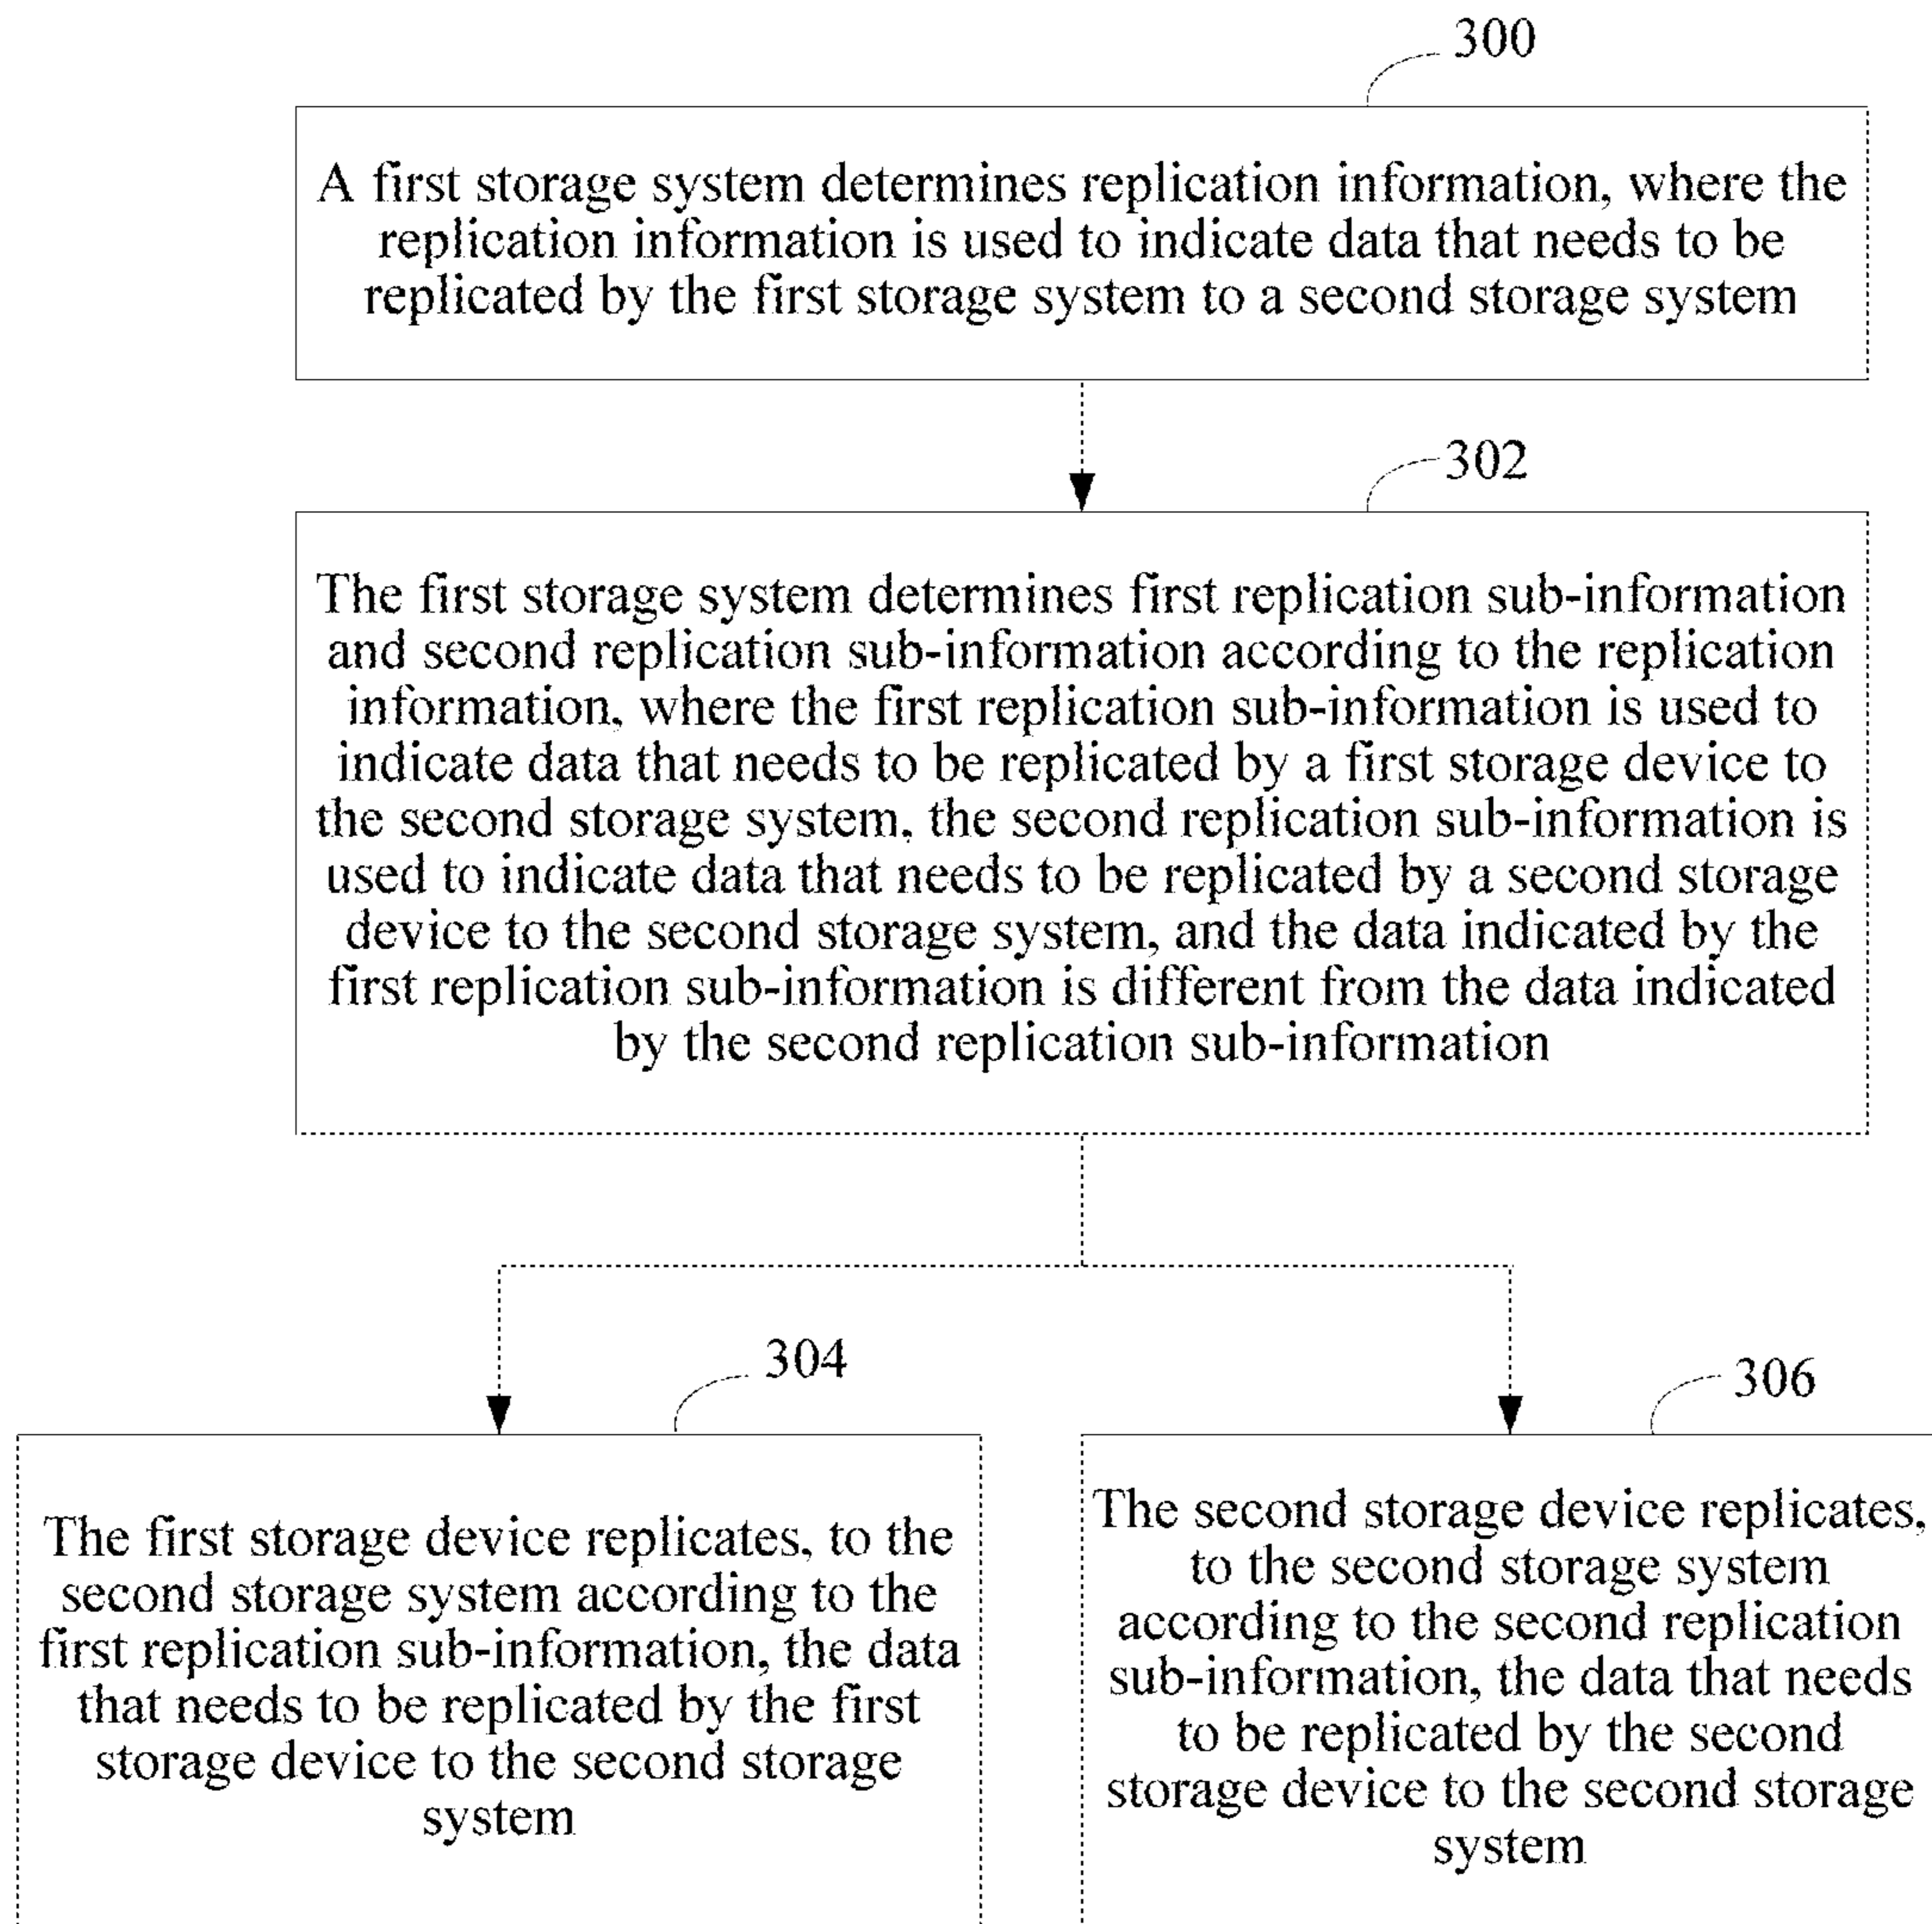 300
A first storage system determines replication information, where the
replication information is used to indicate data that needs to be
replicated by the first storage system to a second storage system
302
The first storage system determines first replication sub-information
and second replication sub-information according to the replication
information, where the first replication sub-information is used to
indicate data that needs to be replicated by a first storage device to
the second storage system, the second replication sub-information is
used to indicate data that needs to be replicated by a second storage
device to the second storage system, and the data indicated by the
first replication sub-information is different from the data indicated
by the second replication sub-information
304
The first storage device replicates, to the
second storage system according to the
first replication sub-information, the data
that needs to be replicated by the first
storage device to the second storage
system
306
The second storage device replicates,
to the second storage system
according to the second replication
sub-information, the data that needs
to be replicated by the second
storage device to the second storage
system